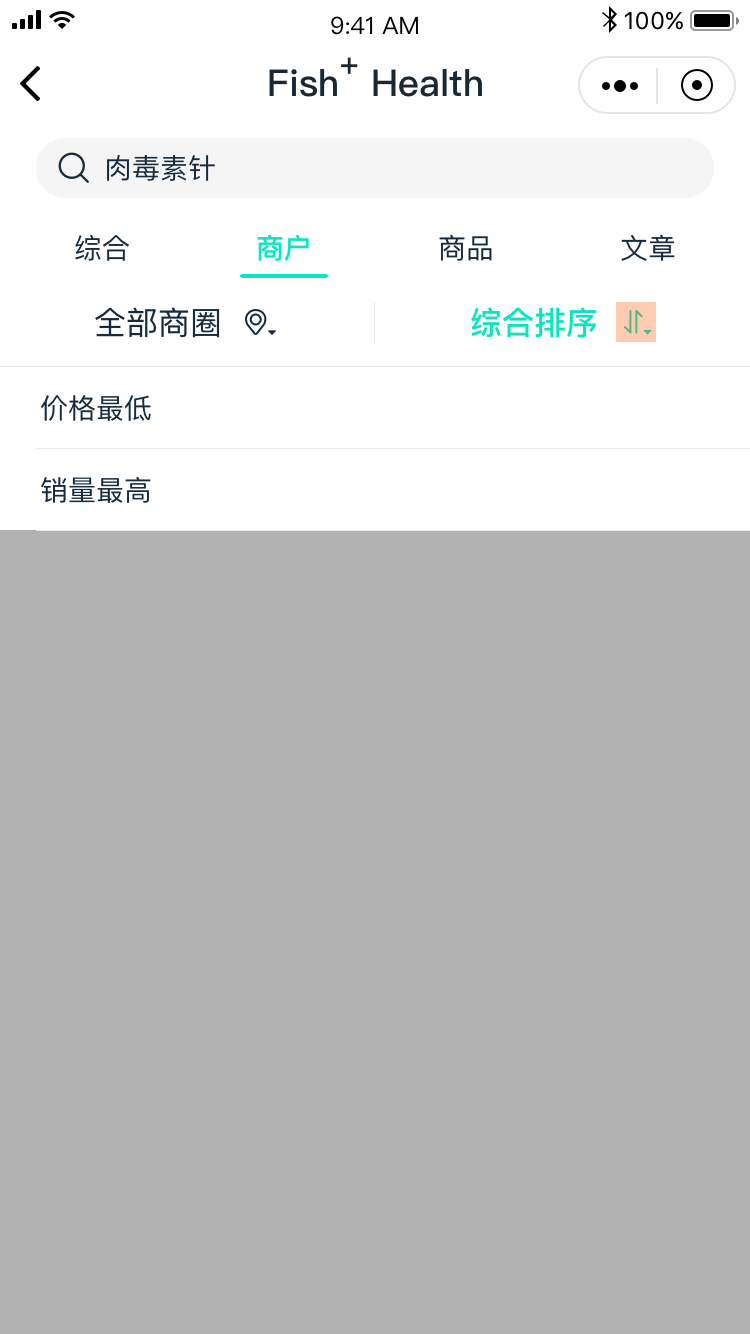 9:41 AM
100%
Fish+ Health
肉毒素针
综合 商户 商品 文章
全部商圈 综合排序
价格最低
销量最高